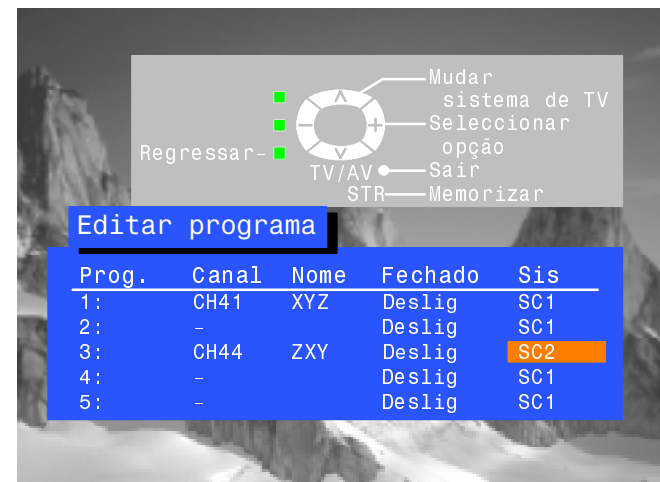 Mudar
sistema de TV
Seleccionar
opção
Regressar
TV/AV Sair
STR Memorizar
Editar programa
Prog. Canal Nome Fechado Sis
1: CH41 XYZ Deslig SC1
2: – Deslig SC1
3: CH44 ZXY Deslig SC2
4: – Deslig SC1
5: – Deslig SC1